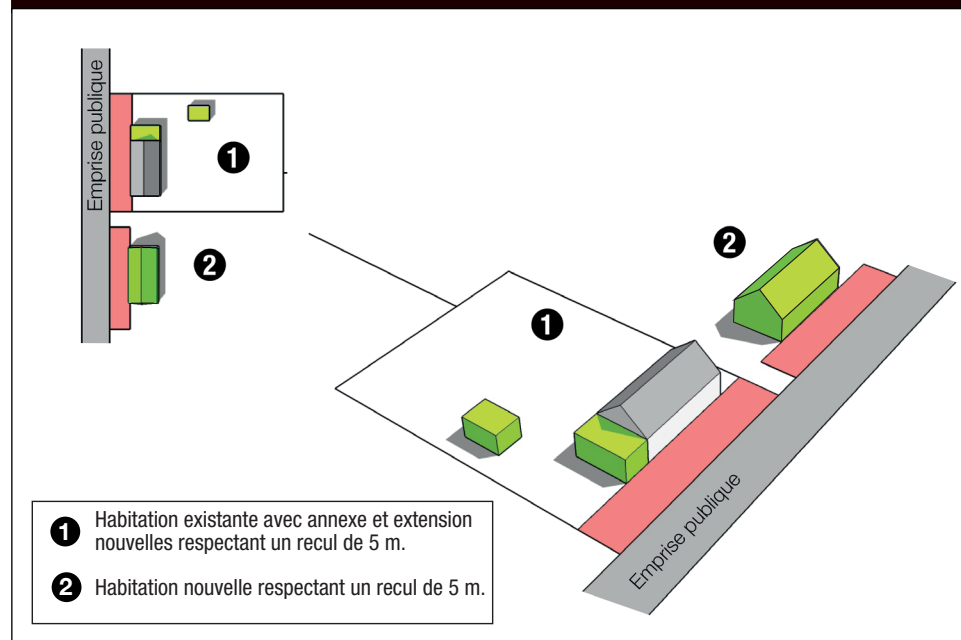 Emprise publique
1
2
2
1
Emprise publique
1 Habitation existante avec annexe et extension
nouvelles respectant un recul de 5 m.
2 Habitation nouvelle respectant un recul de 5 m.